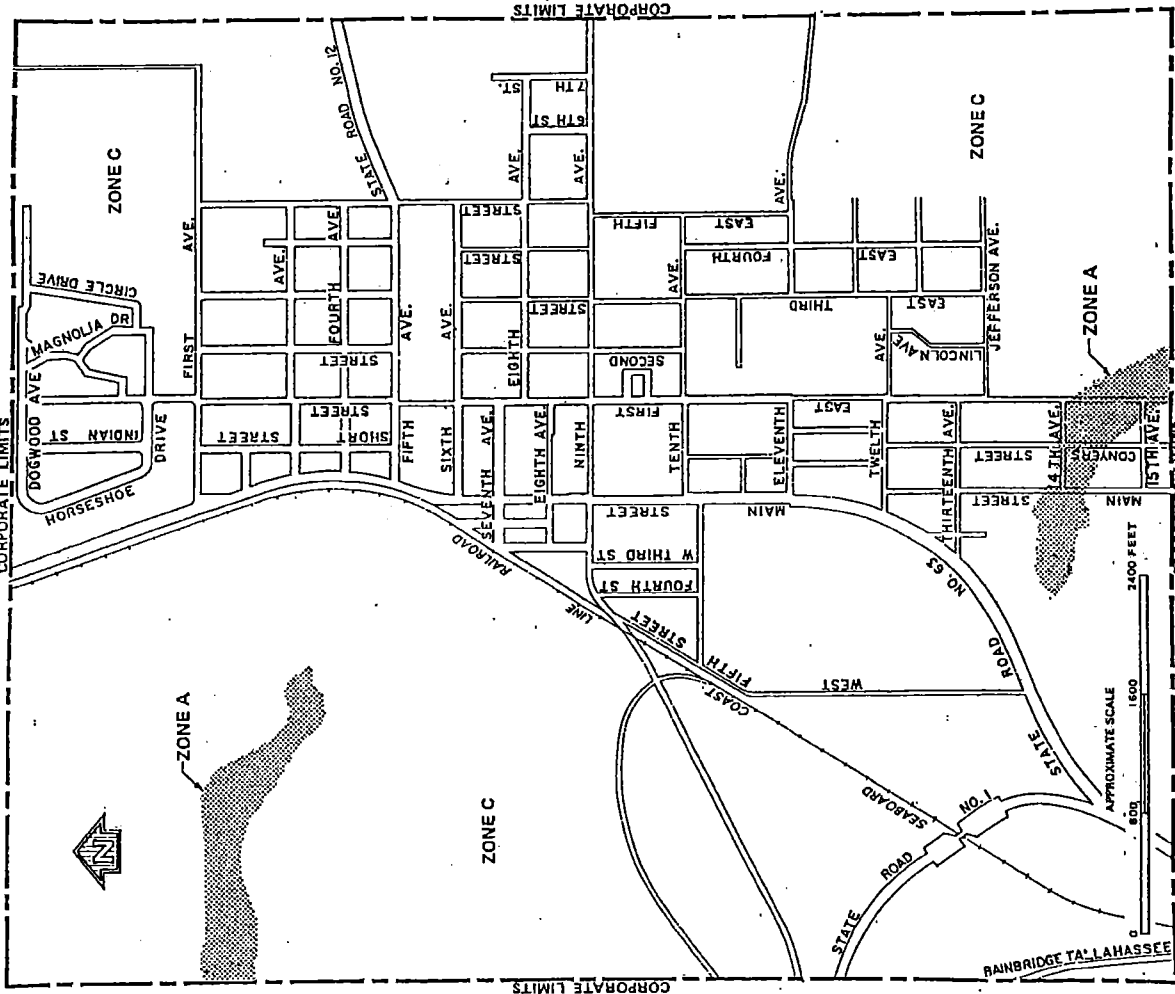 CORPORATE LIMITS
CORPORATE LIMITS
STATE ROAD NO. 12
ZONE C
CIRCLE DRIVE
MAGNOLIA DR
DOGWOOD AVE
INDIAN ST
HORSESHOE DRIVE
FIRST AVE.
AVE.
FOURTH AVE.
STREET
STREET
SHORT STREET
FIFTH AVE.
SIXTH AVE.
SEVENTH AVE.
EIGHTH AVE.
EIGHTH AVE.
NINTH AVE.
7TH ST.
6TH ST
STREET
STREET
STREET
SECOND
FIRST
FIFTH
EAST
FOURTH
EAST
THIRD
EAST
EAST
TENTH AVE.
ELEVENTH AVE.
TWELTH AVE.
LINCOLN AVE
JEFFERSON AVE.
THIRTEENTH AVE.
14TH AVE.
15TH AVE.
CONYERS STREET
MAIN STREET
MAIN STREET
W THIRD ST
FOURTH ST
WEST FIFTH STREET
SEABOARD COAST LINE RAILROAD
STATE ROAD NO. 63
STATE ROAD NO. 1
BAINBRIDGE TALLAHASSEE
ZONE A
ZONE C
ZONE C
ZONE A
N
APPROXIMATE SCALE
0 800 1600 2400 FEET
CORPORATE LIMITS